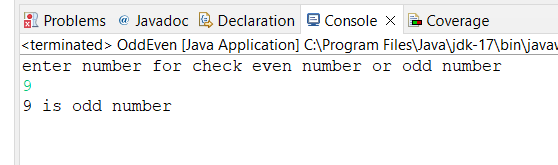 Problems @ Javadoc Declaration Console Coverage
<terminated> OddEven [Java Application] C:\Program Files\Java\jdk-17\bin\javaw
enter number for check even number or odd number
9
9 is odd number